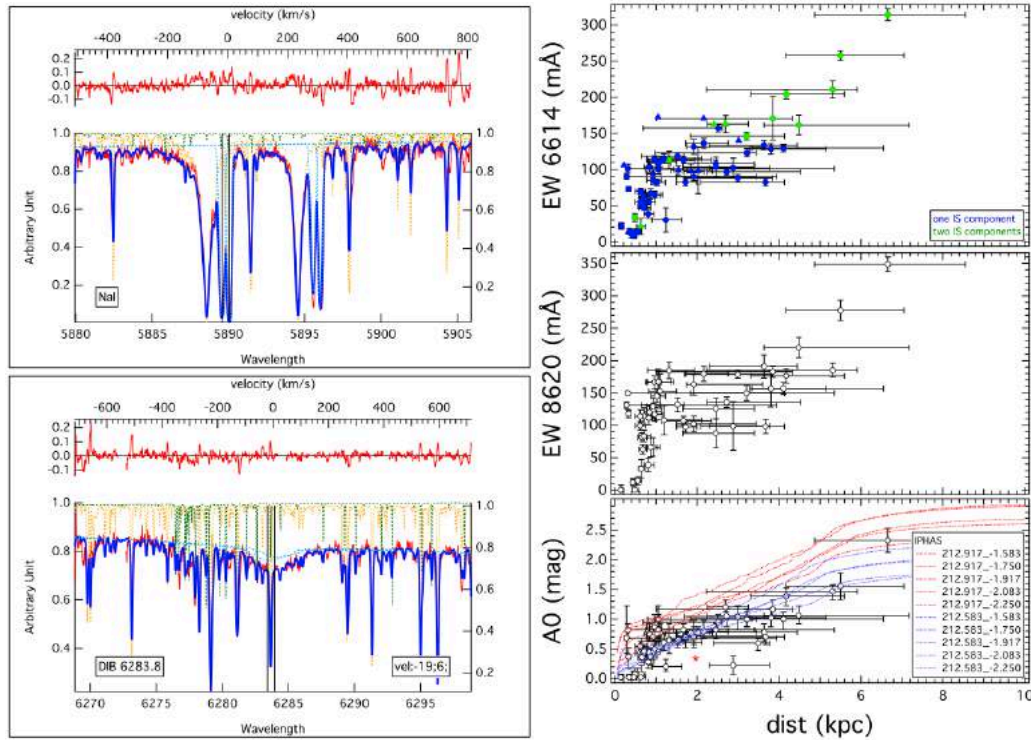 velocity (km/s)
-400 -200 0 200 400 600 800
0.2
0.1
0.0
-0.1
Arbitrary Unit
1.0 1.0
0.8 0.8
0.6 0.6
0.4 0.4
0.2 0.2
NaI
5880 5885 5890 5895 5900 5905
Wavelength
velocity (km/s)
-600 -400 -200 0 200 400 600
0.2
0.1
0.0
-0.1
Arbitrary Unit
1.0 1.0
0.8 0.8
0.6 0.6
0.4 0.4
0.2
DIB 6283.8
vel:-19;6;
6270 6275 6280 6285 6290 6295
Wavelength
EW 6614 (mÅ)
300
250
200
150
100
50
0
one IS component
two IS components
EW 8620 (mÅ)
350
300
250
200
150
100
50
0
A0 (mag)
2.5
2.0
1.5
1.0
0.5
0.0
IPHAS
212.917_-1.583
212.917_-1.750
212.917_-1.917
212.917_-2.083
212.917_-2.250
212.583_-1.583
212.583_-1.750
212.583_-1.917
212.583_-2.083
212.583_-2.250
0 2 4 6 8 10
dist (kpc)